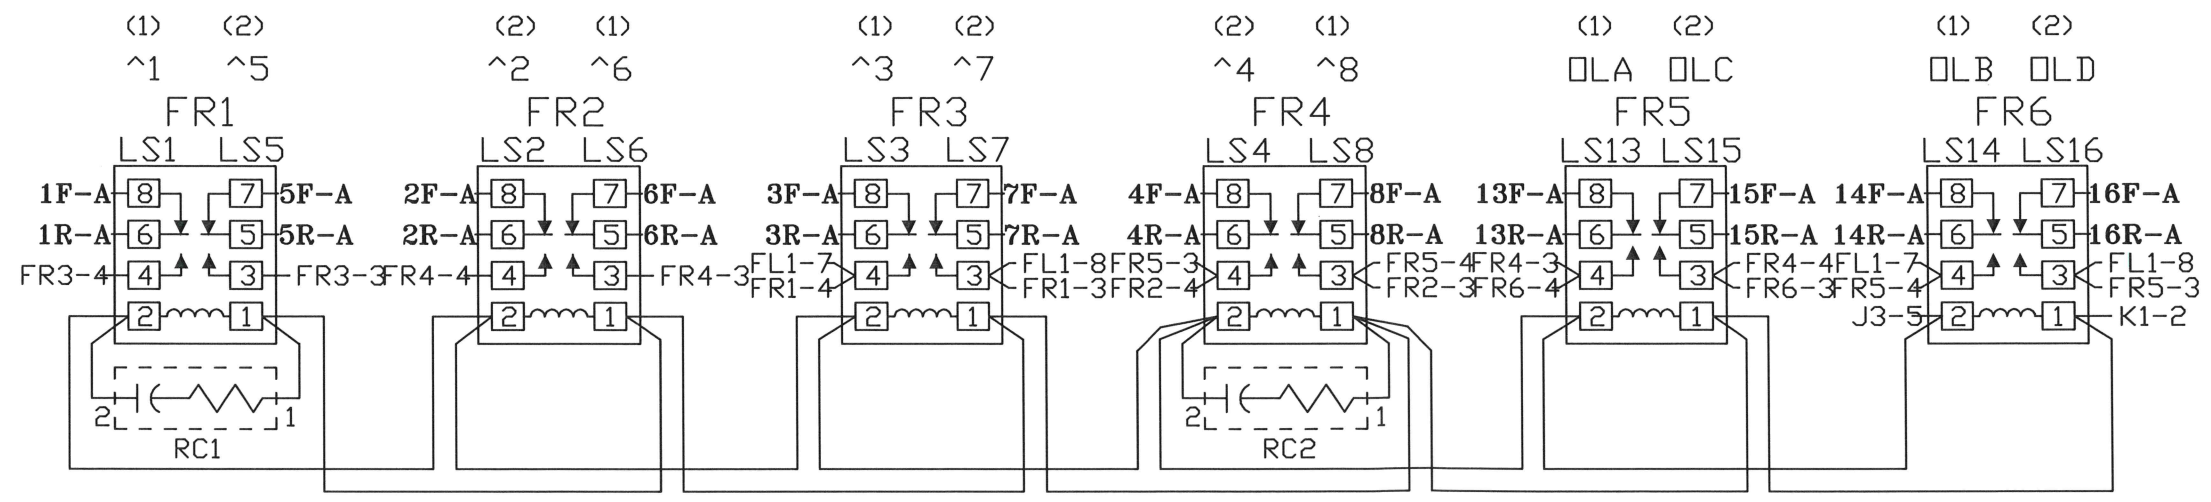 (1) (2) (2) (1) (1) (2) (2) (1) (1) (2) (1) (2)
^1 ^5 ^2 ^6 ^3 ^7 ^4 ^8 OLA OLC OLB OLD
FR1 FR2 FR3 FR4 FR5 FR6
LS1 LS5 LS2 LS6 LS3 LS7 LS4 LS8 LS13 LS15 LS14 LS16
1F-A 8 7 5F-A 2F-A 8 7 6F-A 3F-A 8 7 7F-A 4F-A 8 7 8F-A 13F-A 8 7 15F-A 14F-A 8 7 16F-A
1R-A 6 5 5R-A 2R-A 6 5 6R-A 3R-A 6 5 7R-A 4R-A 6 5 8R-A 13R-A 6 5 15R-A 14R-A 6 5 16R-A
FL1-7 FL1-8 FR5-3 FR5-4 FR4-3 FR4-4 FL1-7 FL1-8
FR3-4 4 3 FR3-3 FR4-4 4 3 FR4-3 4 3 4 3 4 3 4 3
FR1-4 FR1-3 FR2-4 FR2-3 FR6-4 FR6-3 FR5-4 FR5-3
2 1 2 1 2 1 2 1 2 1 J3-5 2 1 K1-2
2 1 2 1
RC1 RC2